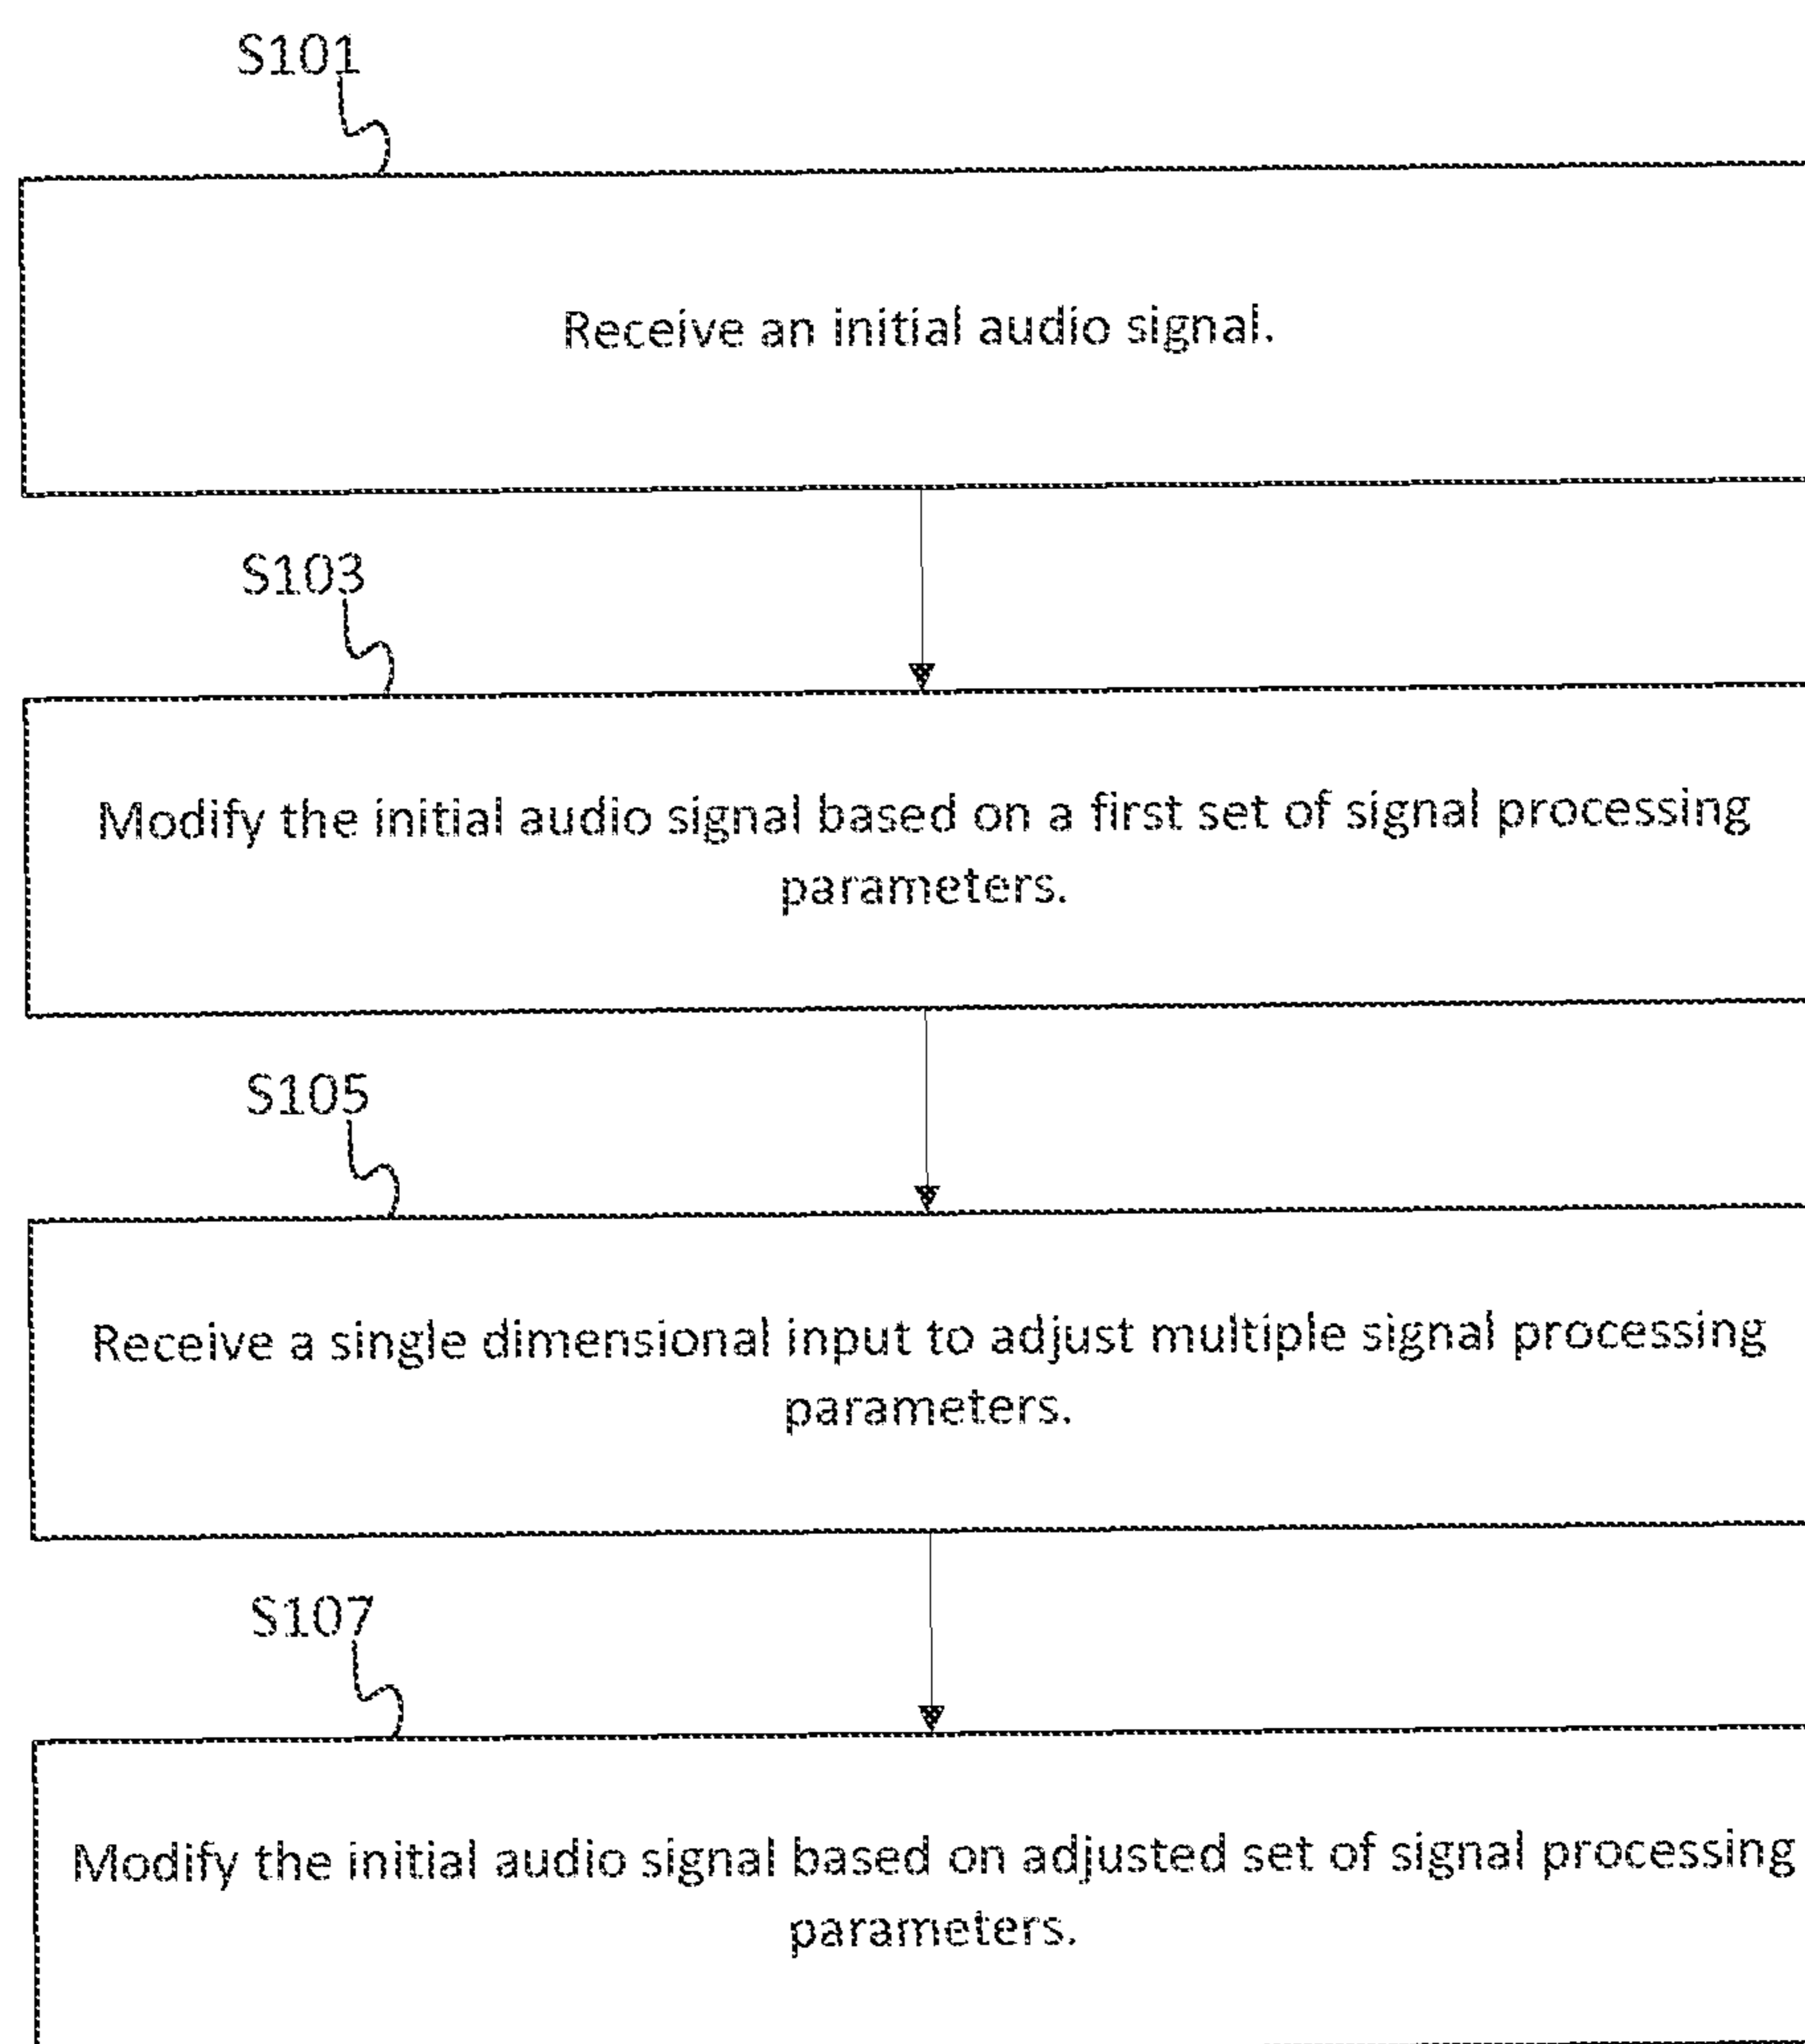 S101
Receive an initial audio signal.
S103
Modify the initial audio signal based on a first set of signal processing
parameters.
S105
Receive a single dimensional input to adjust multiple signal processing
parameters.
S107
Modify the initial audio signal based on adjusted set of signal processing
parameters.